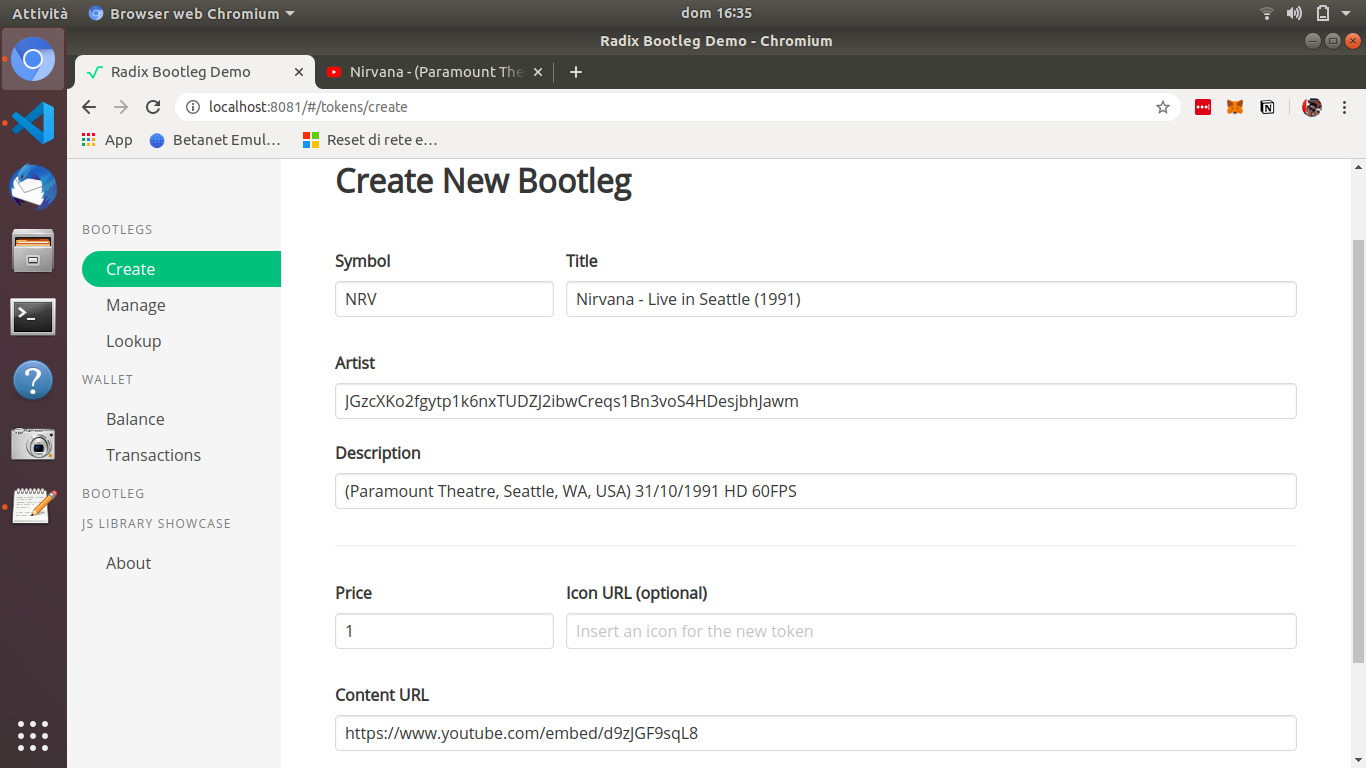 Attività Browser web Chromium dom 16:35
Radix Bootleg Demo - Chromium
Radix Bootleg Demo Nirvana - (Paramount The
localhost:8081/#/tokens/create
App Betanet Emul… Reset di rete e…
Create New Bootleg
BOOTLEGS
Create
Manage
Lookup
WALLET
Balance
Transactions
BOOTLEG
JS LIBRARY SHOWCASE
About
Symbol Title
NRV Nirvana - Live in Seattle (1991)
Artist
JGzcXKo2fgytp1k6nxTUDZJ2ibwCreqs1Bn3voS4HDesjbhJawm
Description
(Paramount Theatre, Seattle, WA, USA) 31/10/1991 HD 60FPS
Price Icon URL (optional)
1 Insert an icon for the new token
Content URL
https://www.youtube.com/embed/d9zJGF9sqL8